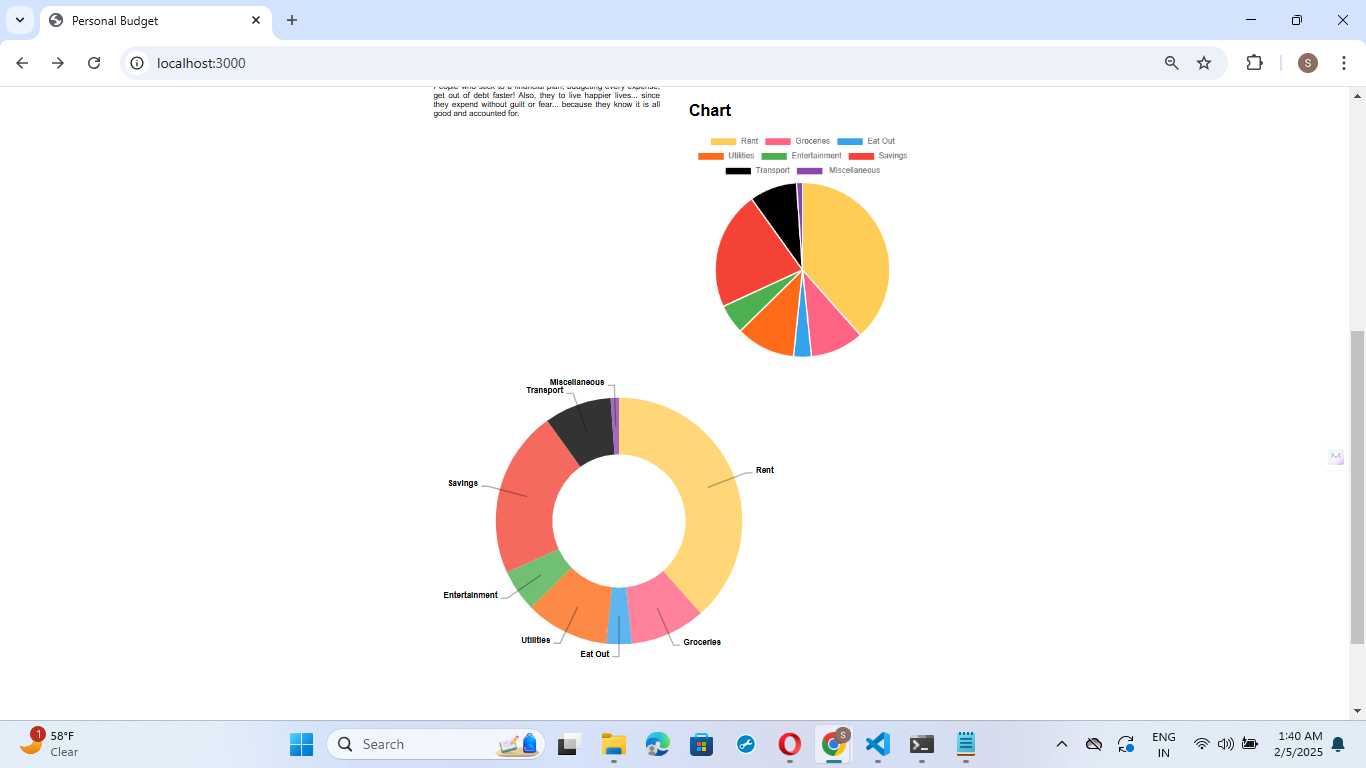 Personal Budget
localhost:3000
S
People who stick to a financial plan, budgeting every expense,
get out of debt faster! Also, they to live happier lives... since
they expend without guilt or fear... because they know it is all
good and accounted for.
Chart
Rent Groceries Eat Out
Utilities Entertainment Savings
Transport Miscellaneous
Miscellaneous
Transport
Rent
Savings
Entertainment
Utilities
Groceries
Eat Out
1
58°F
Clear
Search
S
ENG
IN
1:40 AM
2/5/2025